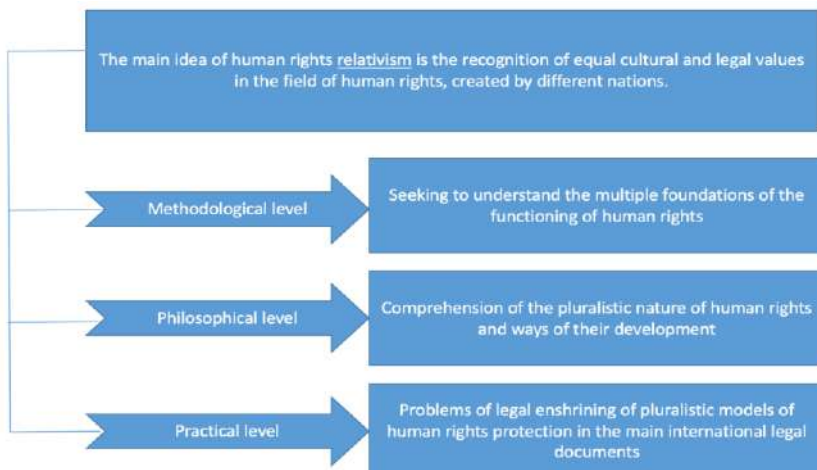 The main idea of human rights relativism is the recognition of equal cultural and legal values
in the field of human rights, created by different nations.
Methodological level
Seeking to understand the multiple foundations of the
functioning of human rights
Philosophical level
Comprehension of the pluralistic nature of human rights
and ways of their development
Practical level
Problems of legal enshrining of pluralistic models of
human rights protection in the main international legal
documents